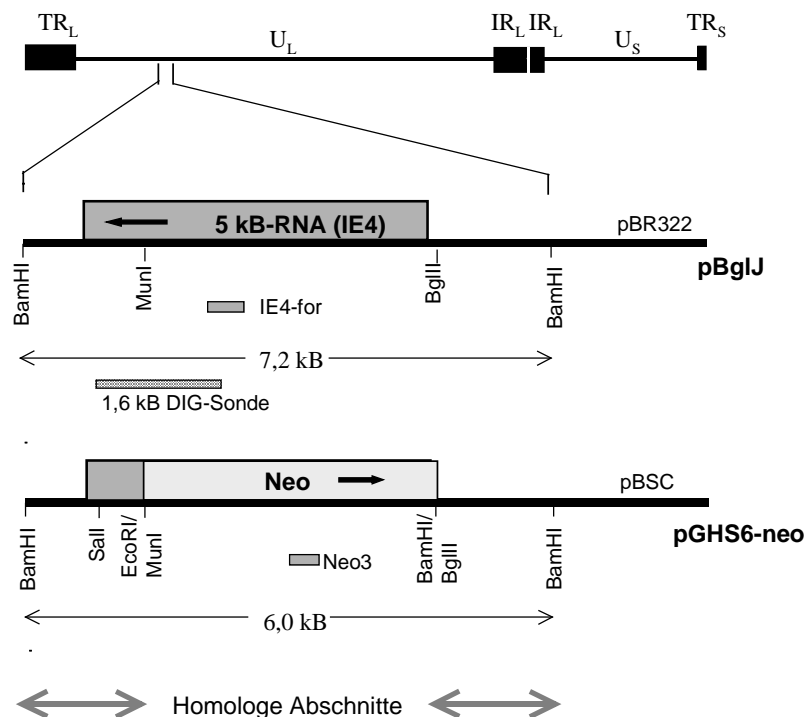 TRL UL IRL IRL US TRS
5 kB-RNA (IE4)
pBR322
pBglJ
BamHI
MunI
BglII
BamHI
IE4-for
7,2 kB
1,6 kB DIG-Sonde
Neo
pBSC
pGHS6-neo
BamHI
SalI
EcoRI/
MunI
BamHI/
BglII
BamHI
Neo3
6,0 kB
Homologe Abschnitte